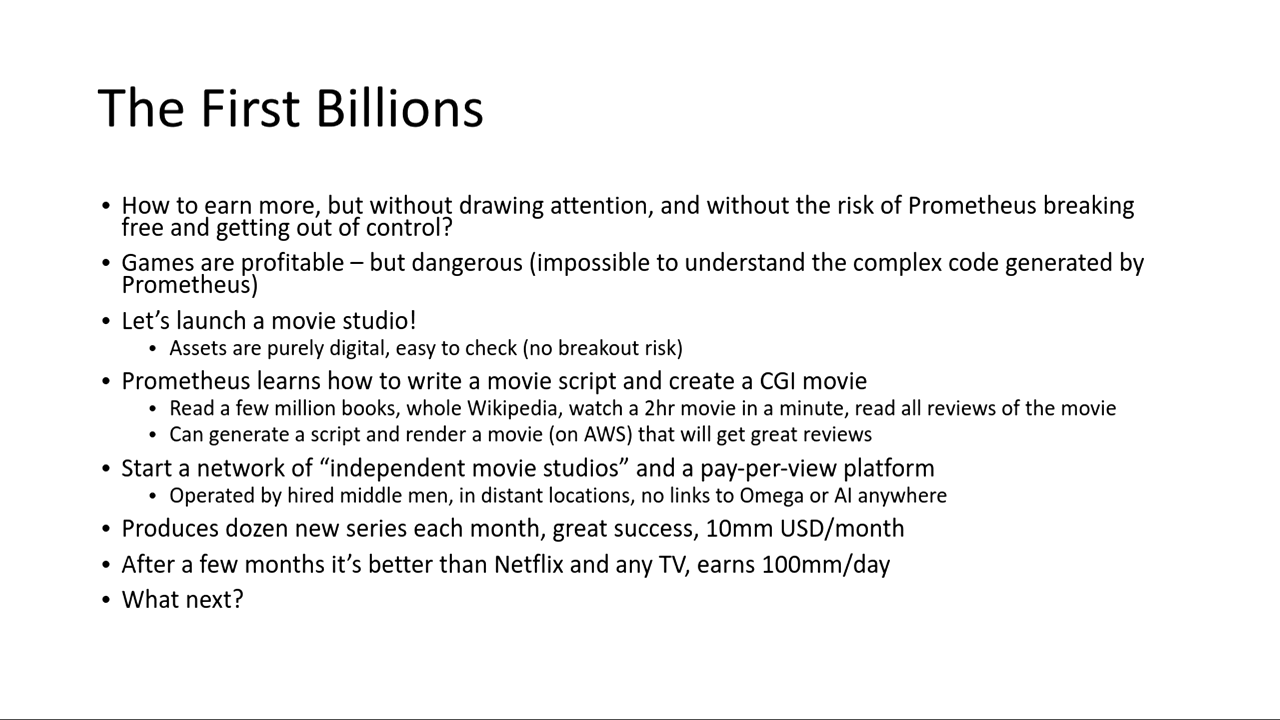 The First Billions
• How to earn more, but without drawing attention, and without the risk of Prometheus breaking
free and getting out of control?
• Games are profitable – but dangerous (impossible to understand the complex code generated by
Prometheus)
• Let’s launch a movie studio!
• Assets are purely digital, easy to check (no breakout risk)
• Prometheus learns how to write a movie script and create a CGI movie
• Read a few million books, whole Wikipedia, watch a 2hr movie in a minute, read all reviews of the movie
• Can generate a script and render a movie (on AWS) that will get great reviews
• Start a network of “independent movie studios” and a pay-per-view platform
• Operated by hired middle men, in distant locations, no links to Omega or AI anywhere
• Produces dozen new series each month, great success, 10mm USD/month
• After a few months it’s better than Netflix and any TV, earns 100mm/day
• What next?